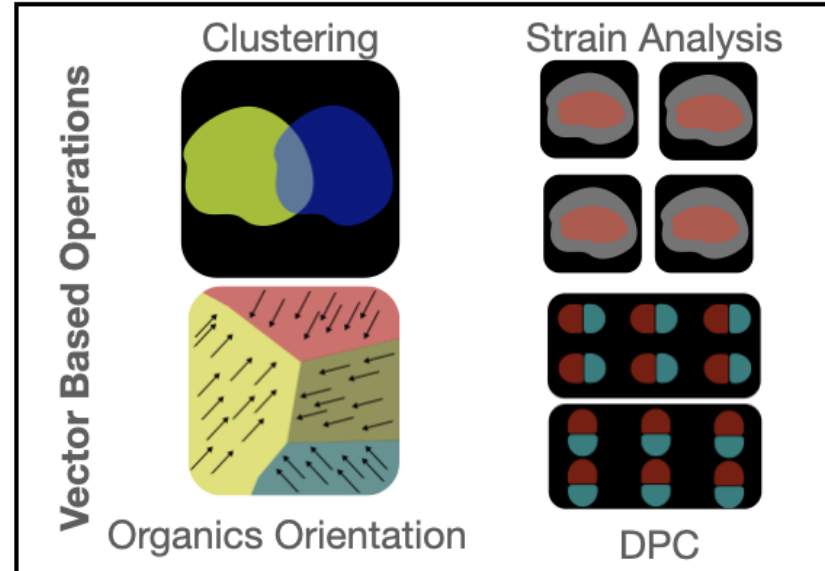 Vector Based Operations
Clustering
Strain Analysis
Organics Orientation
DPC